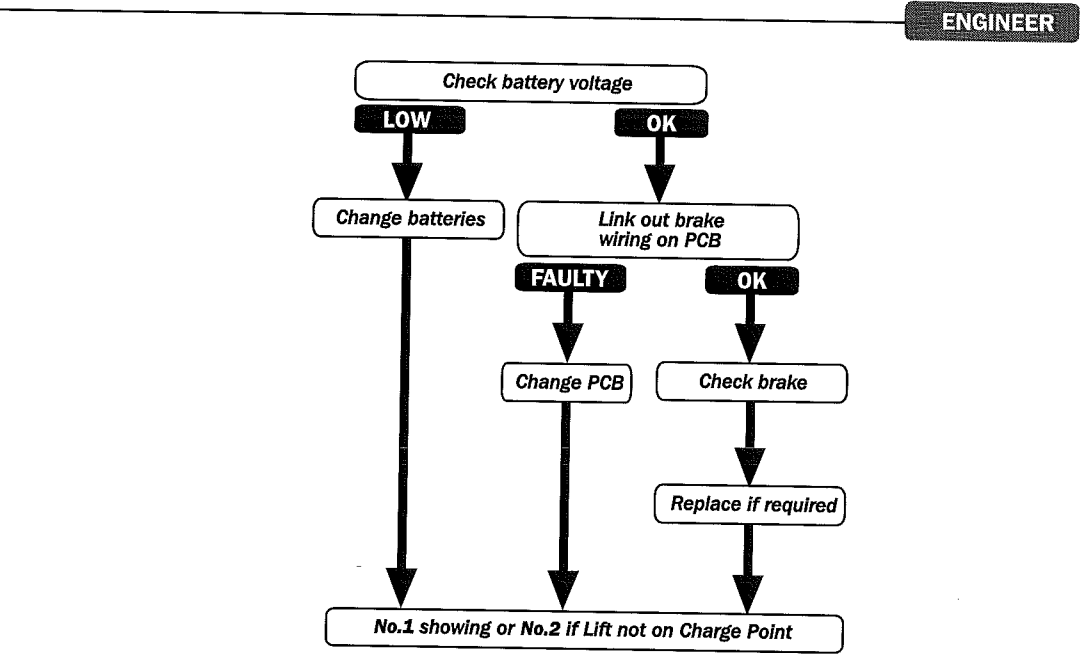 ENGINEER
Check battery voltage
LOW
OK
Change batteries
Link out brake
wiring on PCB
FAULTY
OK
Change PCB
Check brake
Replace if required
No.1 showing or No.2 if Lift not on Charge Point